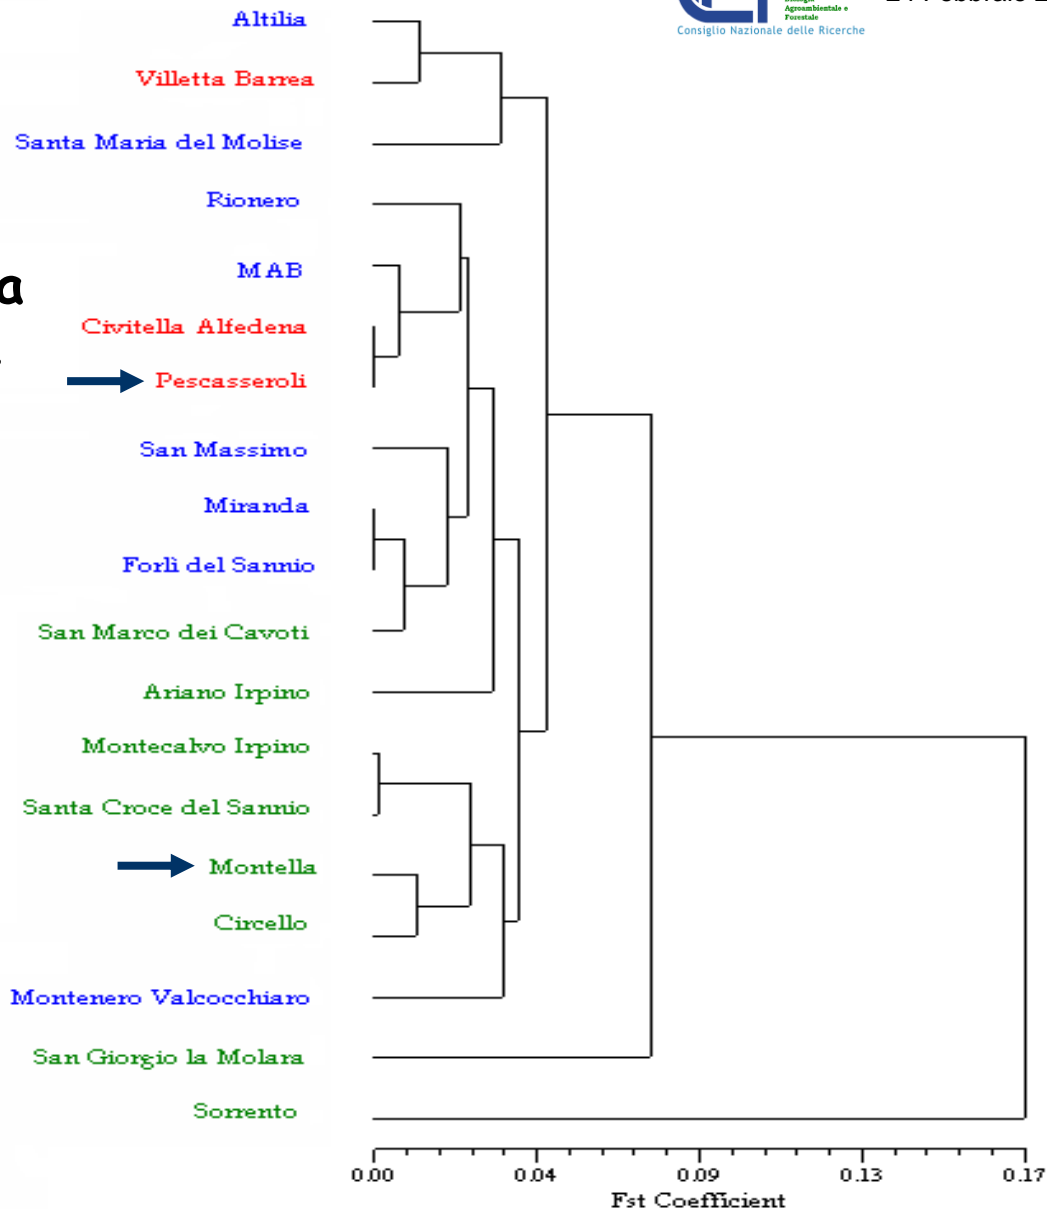 Agroambientale e
Forestale
Consiglio Nazionale delle Ricerche
Altilia
Villetta Barrea
Santa Maria del Molise
Rionero
MAB
a
Civitella Alfedena
Pescasseroli
San Massimo
Miranda
Forlì del Sannio
San Marco dei Cavoti
Ariano Irpino
Montecalvo Irpino
Santa Croce del Sannio
Montella
Circello
Montenero Valcocchiaro
San Giorgio la Molara
Sorrento
0.00 0.04 0.09 0.13 0.17
Fst Coefficient